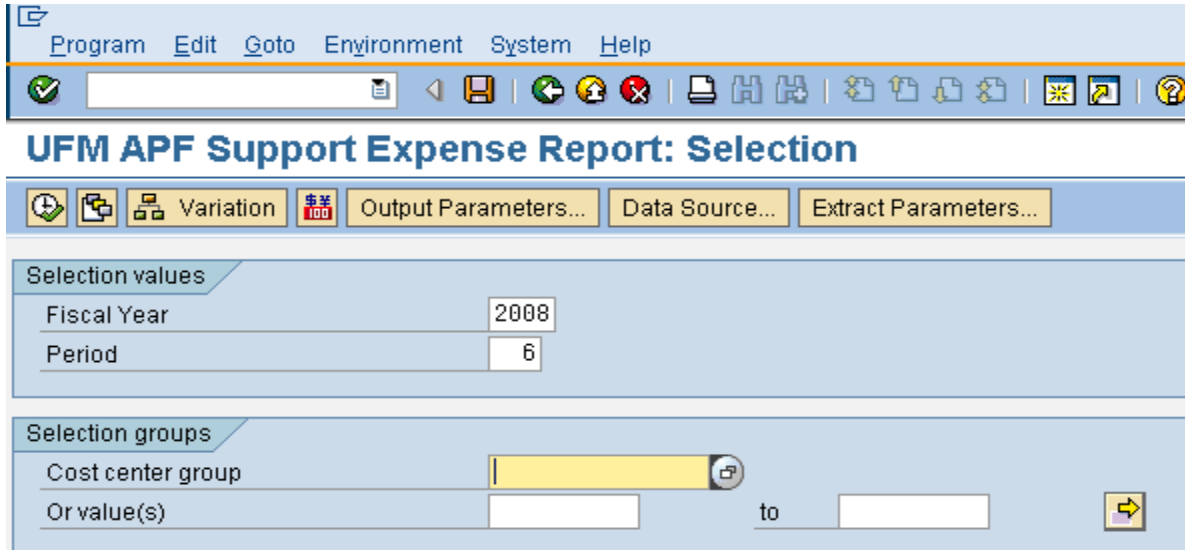 Program Edit Goto Environment System Help
UFM APF Support Expense Report: Selection
Variation Output Parameters... Data Source... Extract Parameters...
Selection values
Fiscal Year 2008
Period 6
Selection groups
Cost center group
Or value(s) to